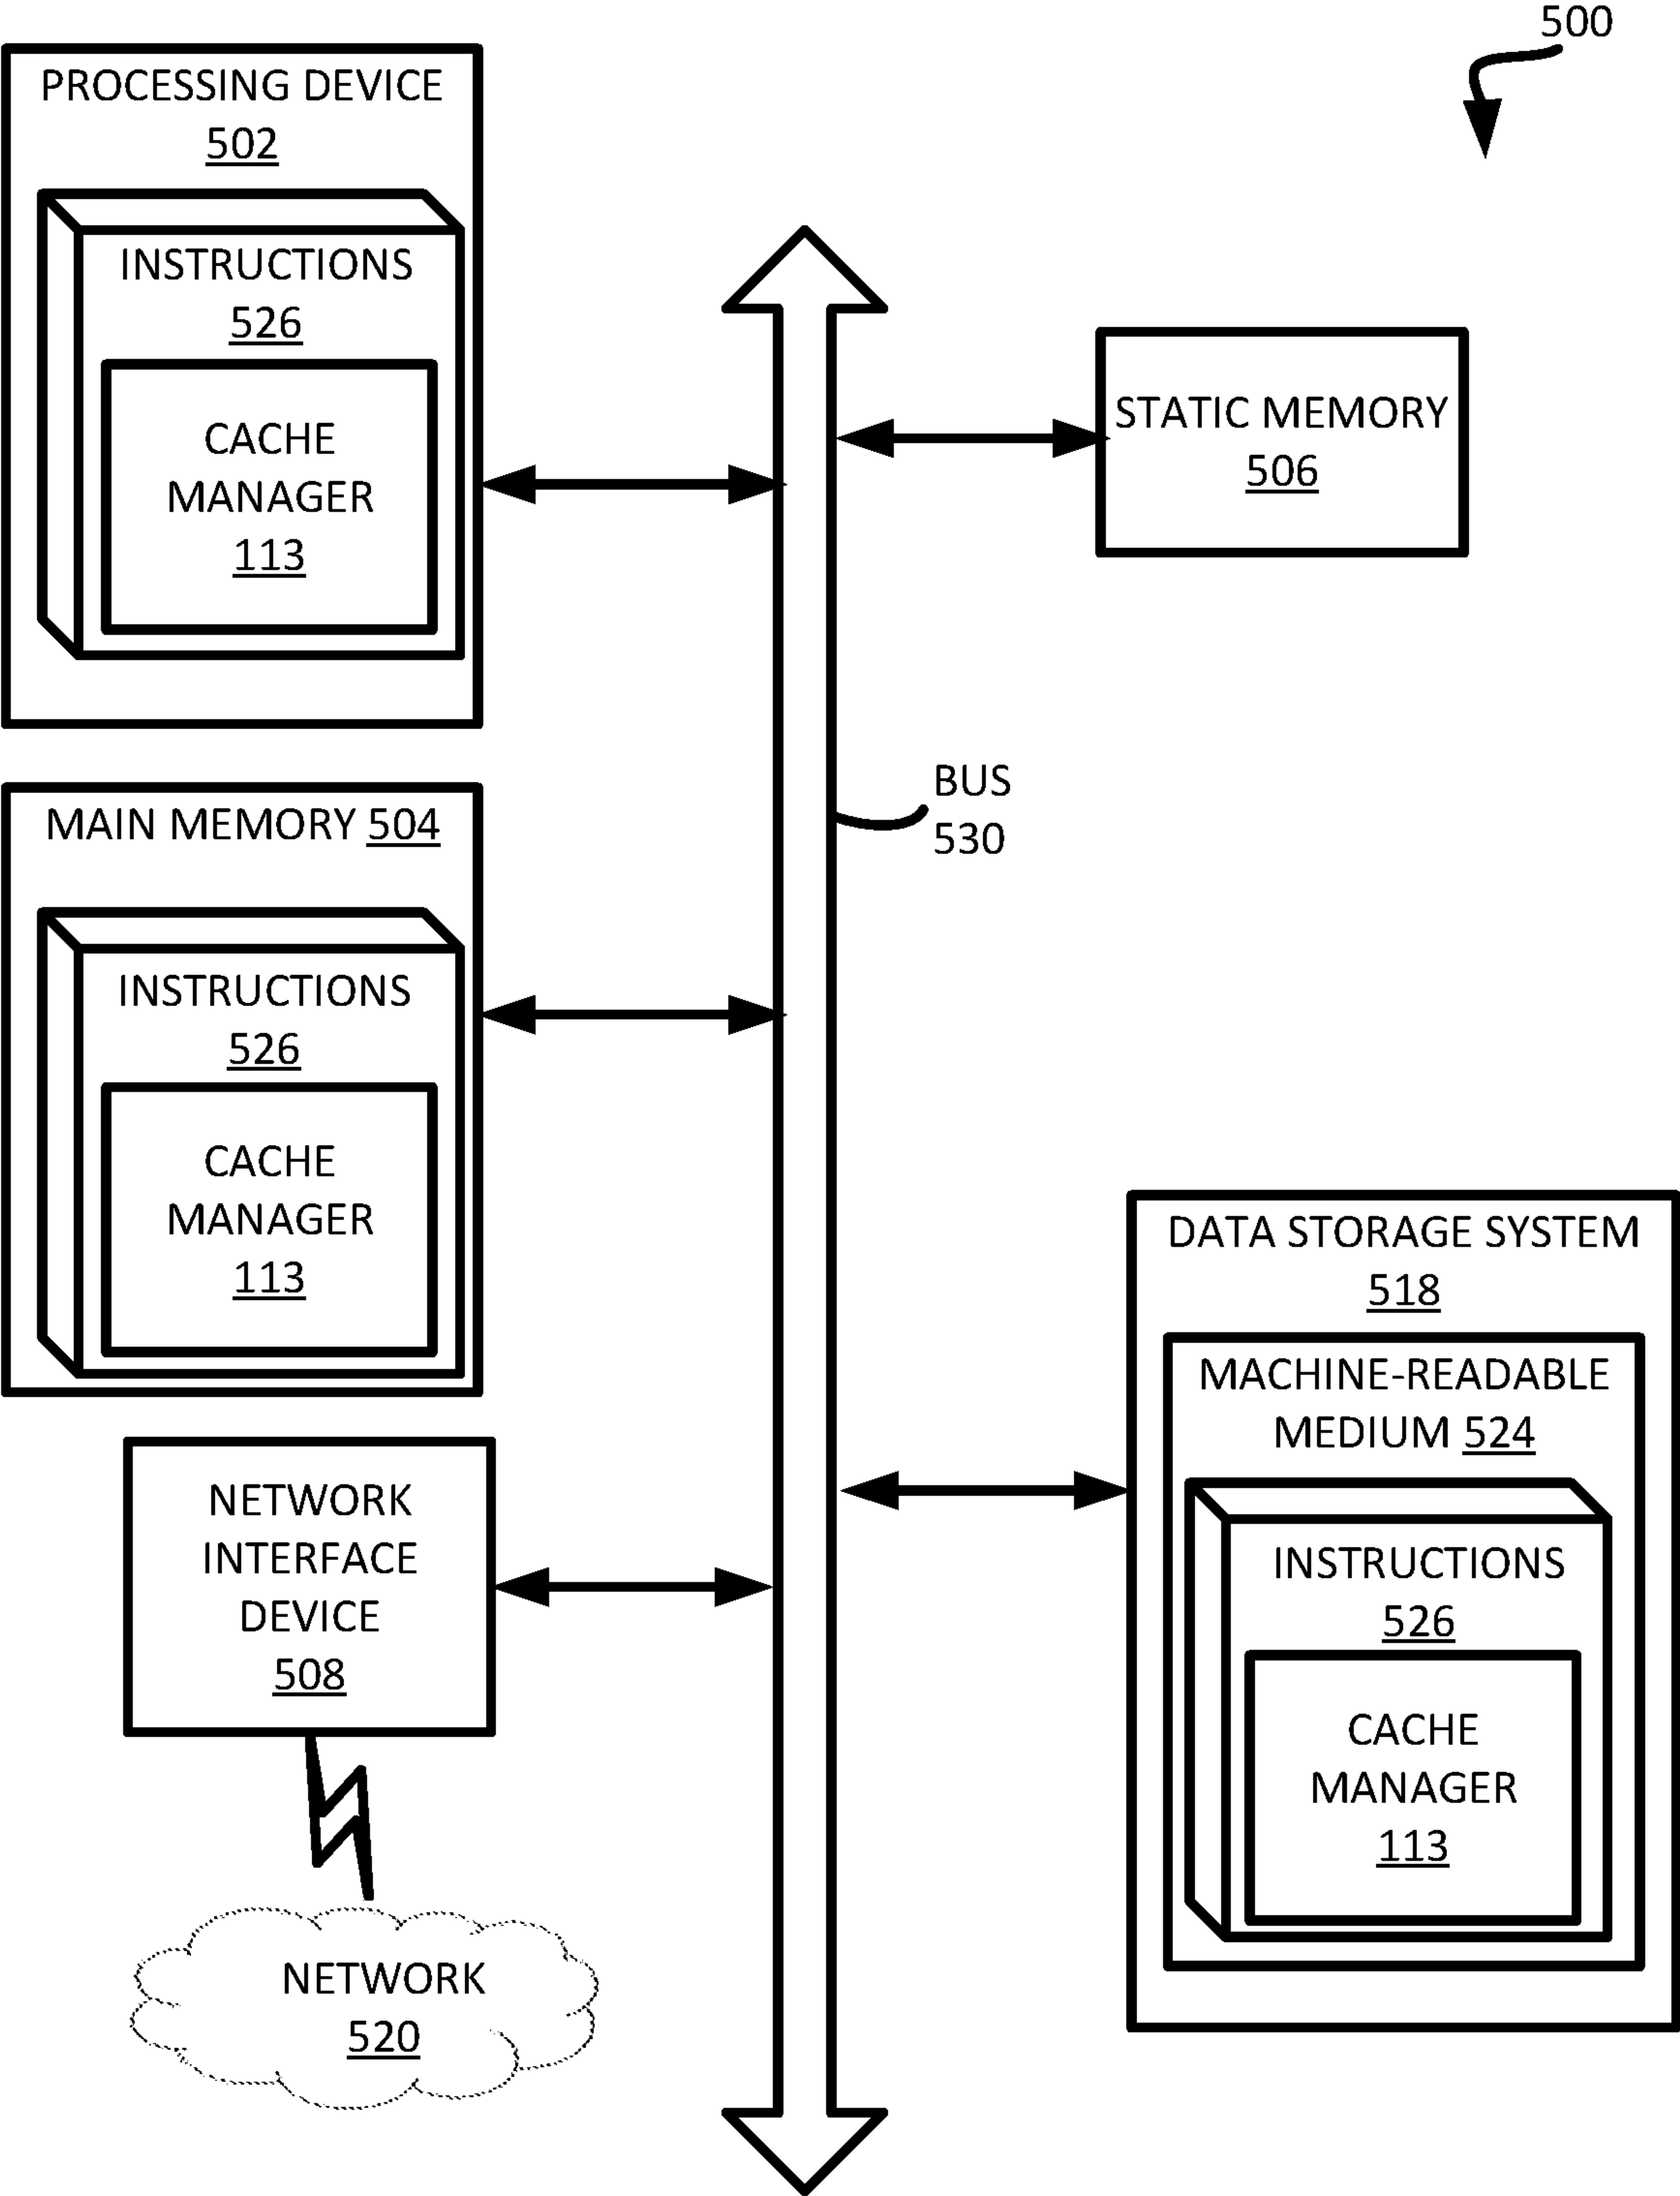 500
PROCESSING DEVICE
502
INSTRUCTIONS
526
CACHE
MANAGER
113
STATIC MEMORY
506
BUS
530
MAIN MEMORY 504
INSTRUCTIONS
526
CACHE
MANAGER
113
DATA STORAGE SYSTEM
518
MACHINE-READABLE
MEDIUM 524
INSTRUCTIONS
526
CACHE
MANAGER
113
NETWORK
INTERFACE
DEVICE
508
NETWORK
520